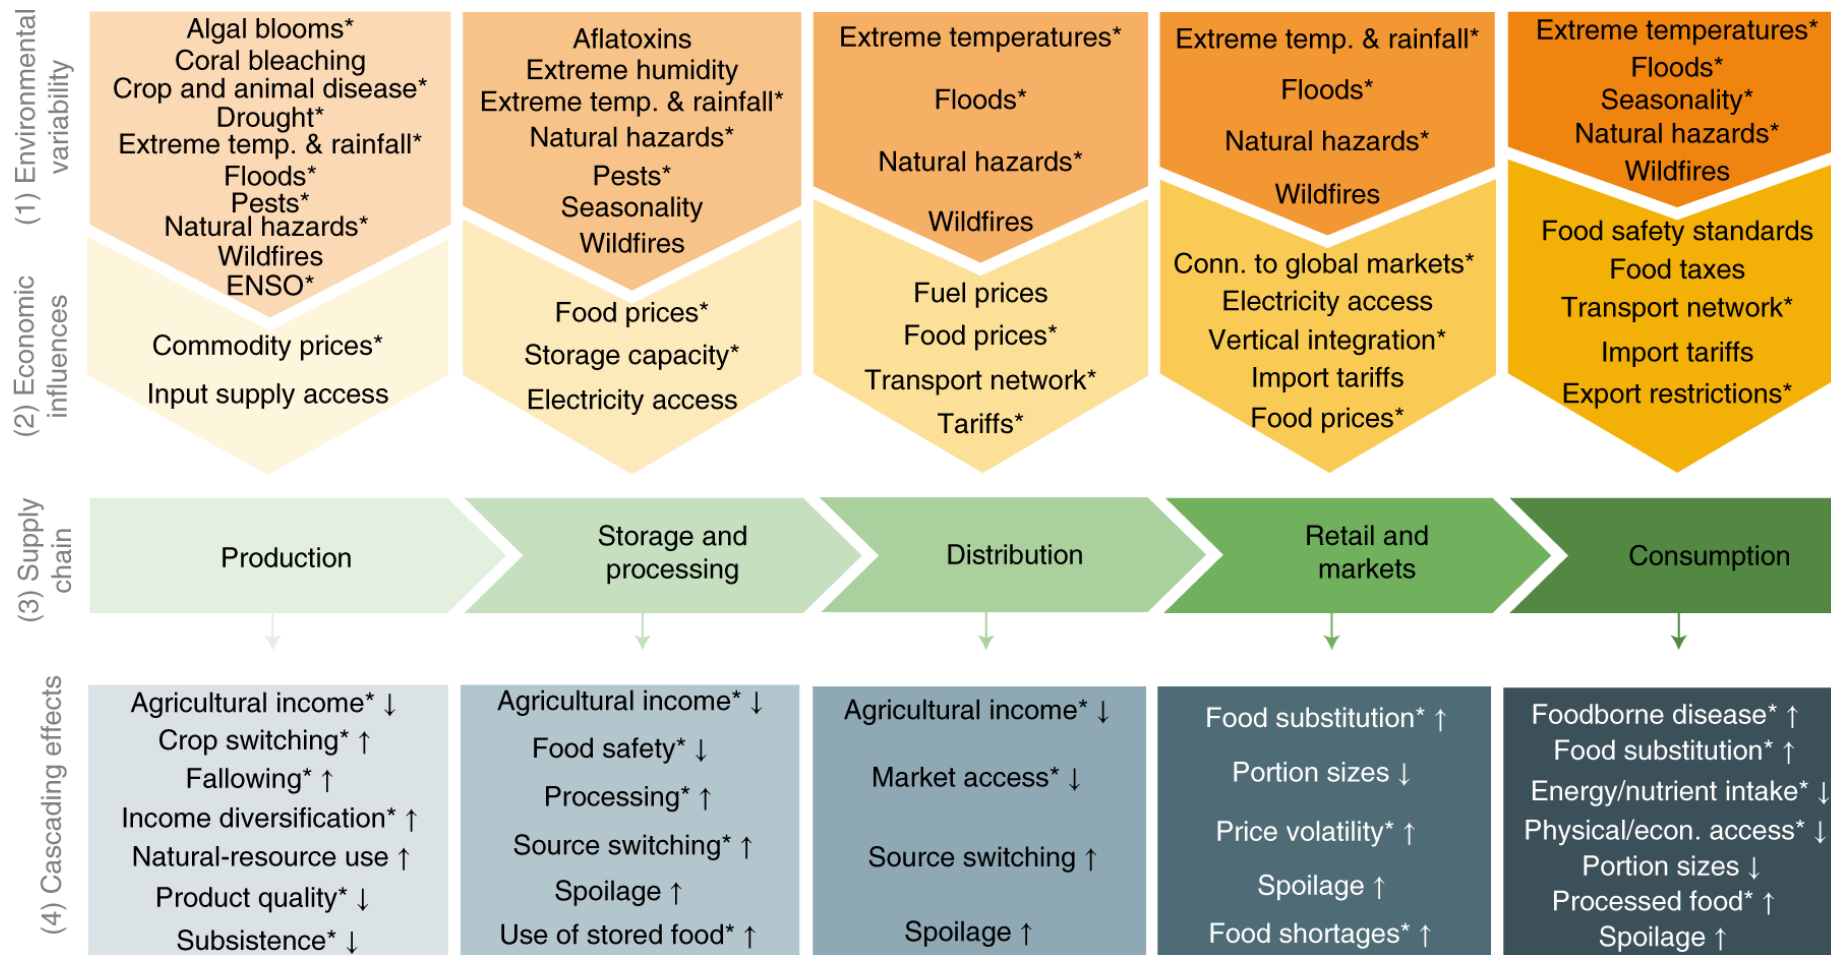 (1) Environmental
variability
Algal blooms*
Coral bleaching
Crop and animal disease*
Drought*
Extreme temp. & rainfall*
Floods*
Pests*
Natural hazards*
Wildfires
ENSO*
Aflatoxins
Extreme humidity
Extreme temp. & rainfall*
Natural hazards*
Pests*
Seasonality
Wildfires
Extreme temperatures*
Floods*
Natural hazards*
Wildfires
Extreme temp. & rainfall*
Floods*
Natural hazards*
Wildfires
Extreme temperatures*
Floods*
Seasonality*
Natural hazards*
Wildfires
(2) Economic
influences
Commodity prices*
Input supply access
Food prices*
Storage capacity*
Electricity access
Fuel prices
Food prices*
Transport network*
Tariffs*
Conn. to global markets*
Electricity access
Vertical integration*
Import tariffs
Food prices*
Food safety standards
Food taxes
Transport network*
Import tariffs
Export restrictions*
(3) Supply
chain
Production
Storage and
processing
Distribution
Retail and
markets
Consumption
(4) Cascading effects
Agricultural income* ↓
Crop switching* ↑
Fallowing* ↑
Income diversification* ↑
Natural-resource use ↑
Product quality* ↓
Subsistence* ↓
Agricultural income* ↓
Food safety* ↓
Processing* ↑
Source switching* ↑
Spoilage ↑
Use of stored food* ↑
Agricultural income* ↓
Market access* ↓
Source switching ↑
Spoilage ↑
Food substitution* ↑
Portion sizes ↓
Price volatility* ↑
Spoilage ↑
Food shortages* ↑
Foodborne disease* ↑
Food substitution* ↑
Energy/nutrient intake* ↓
Physical/econ. access* ↓
Portion sizes ↓
Processed food* ↑
Spoilage ↑